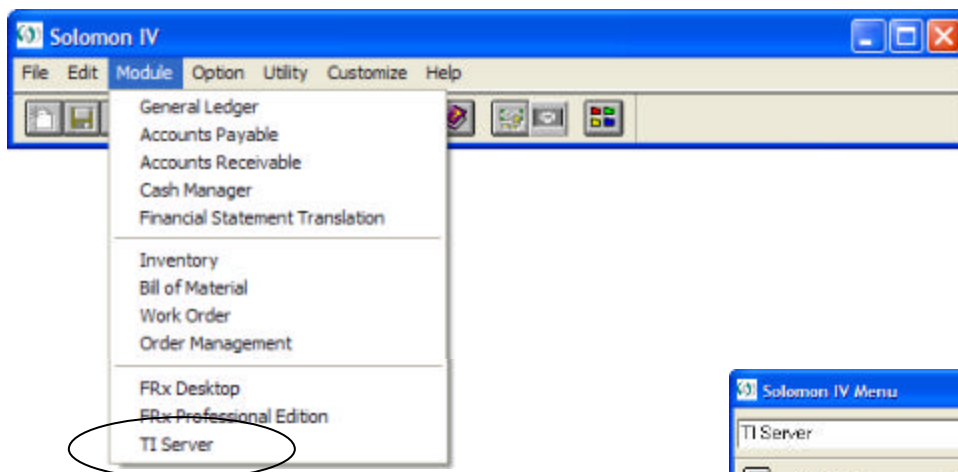 Solomon IV
File Edit Module Option Utility Customize Help
General Ledger
Accounts Payable
Accounts Receivable
Cash Manager
Financial Statement Translation
Inventory
Bill of Material
Work Order
Order Management
FRx Desktop
FRx Professional Edition
TI Server
Solomon IV Menu
TI Server